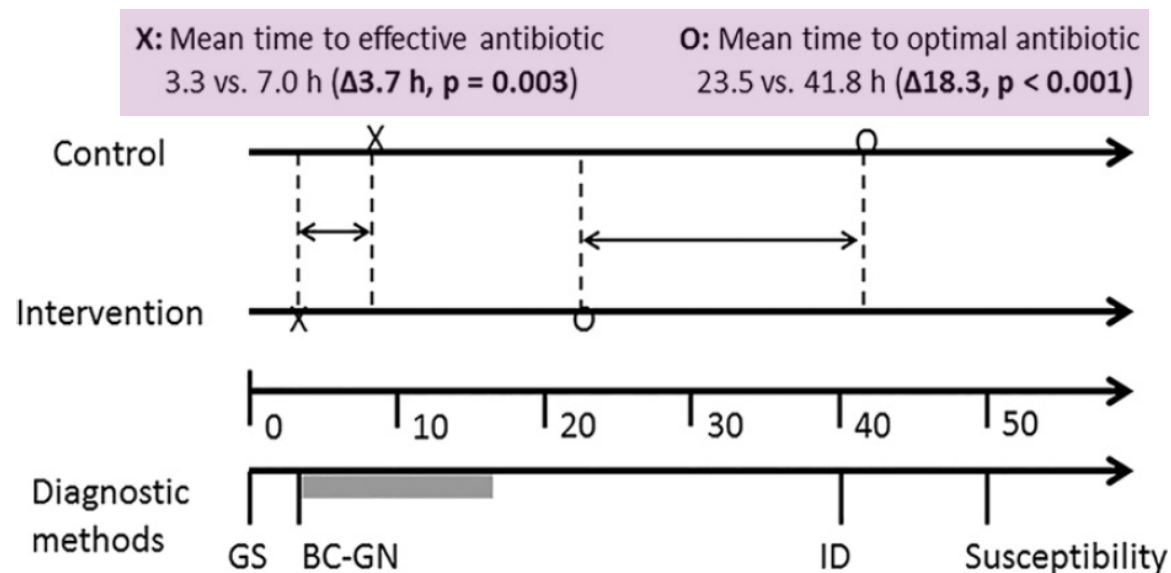 X: Mean time to effective antibiotic
3.3 vs. 7.0 h (Δ3.7 h, p = 0.003)
O: Mean time to optimal antibiotic
23.5 vs. 41.8 h (Δ18.3, p < 0.001)
Control
X
O
Intervention
X
O
0 10 20 30 40 50
Diagnostic
methods
GS BC-GN ID Susceptibility